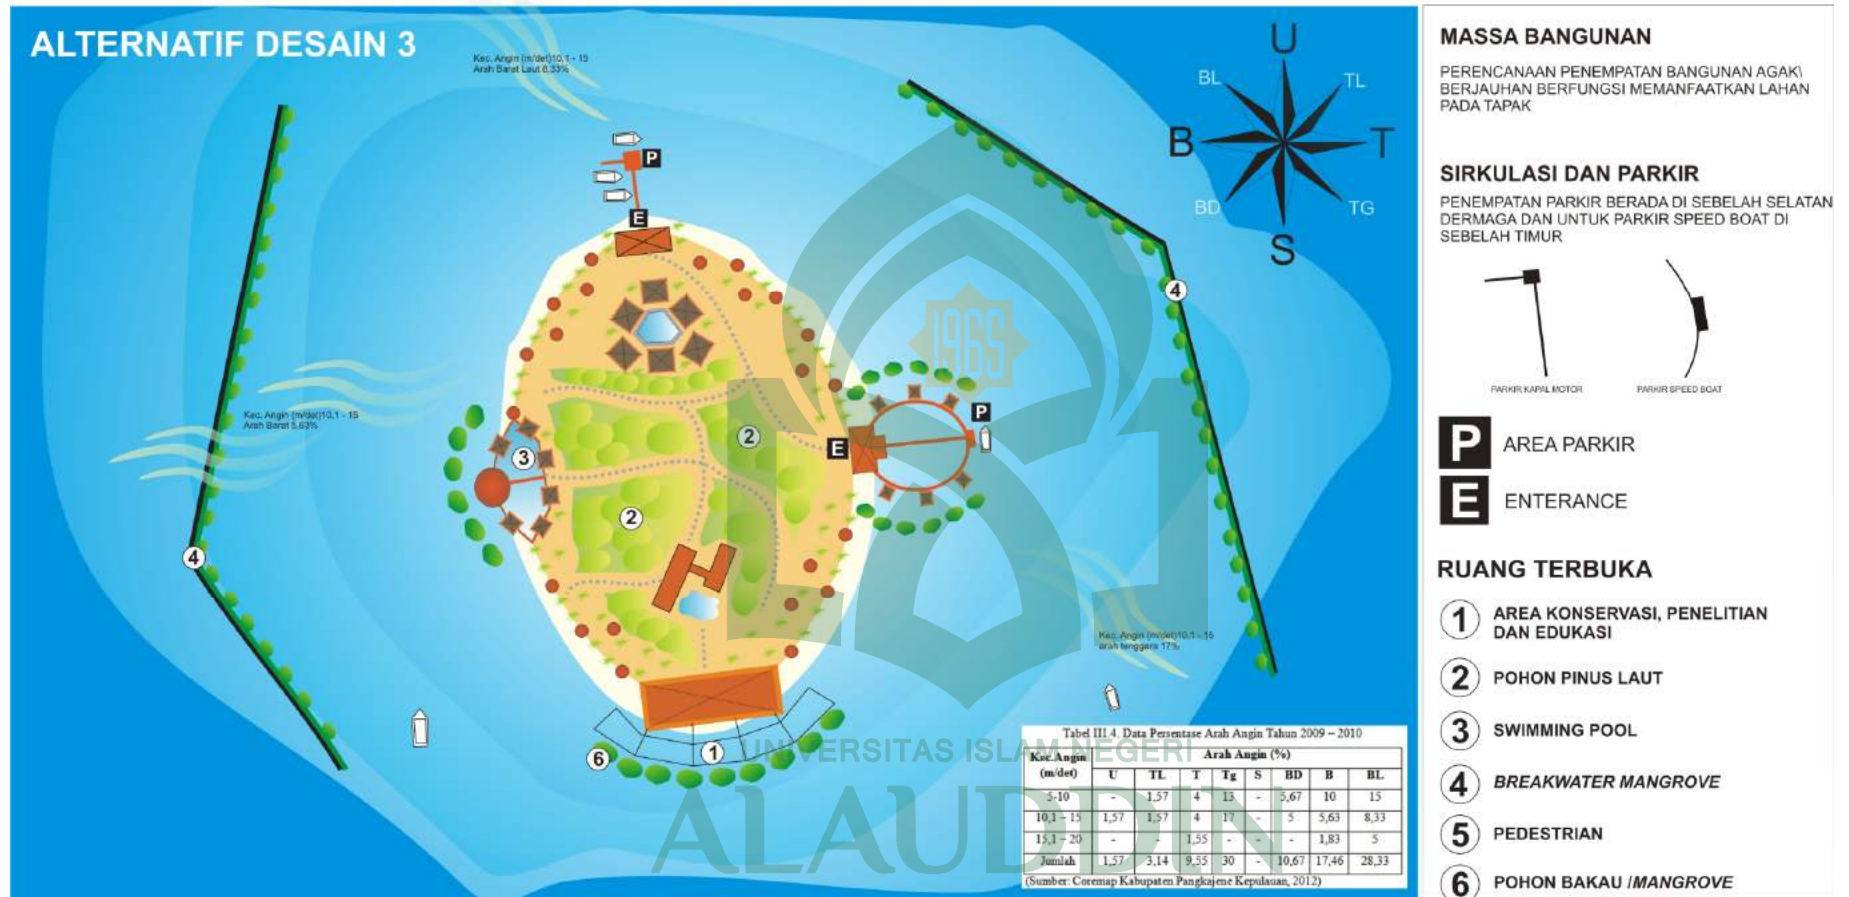 ALTERNATIF DESAIN 3
Kec. Angin (m/det)10,1 - 15
Arah Barat Laut 8,33%
U
BL
TL
B
T
BD
TG
S
P
E
4
Kec. Angin (m/det)10,1 - 15
Arah Barat 5,63%
1965
P
E
2
3
2
4
Kec. Angin (m/det)10,1 - 15
arah tenggara 17%
6
1
UNIVERSITAS ISLAM NEGERI
ALAUDDIN
Tabel III.4. Data Persentase Arah Angin Tahun 2009 – 2010
Kec.Angin (m/det) Arah Angin (%)
U TL T Tg S BD B BL
5-10 - 1,57 4 13 - 5,67 10 15
10,1 – 15 1,57 1,57 4 17 - 5 5,63 8,33
15,1 – 20 - - 1,55 - - - 1,83 5
Jumlah 1,57 3,14 9,55 30 - 10,67 17,46 28,33
(Sumber: Coremap Kabupaten Pangkajene Kepulauan, 2012)
MASSA BANGUNAN
PERENCANAAN PENEMPATAN BANGUNAN AGAK\
BERJAUHAN BERFUNGSI MEMANFAATKAN LAHAN
PADA TAPAK
SIRKULASI DAN PARKIR
PENEMPATAN PARKIR BERADA DI SEBELAH SELATAN
DERMAGA DAN UNTUK PARKIR SPEED BOAT DI
SEBELAH TIMUR
PARKIR KAPAL MOTOR
PARKIR SPEED BOAT
P AREA PARKIR
E ENTERANCE
RUANG TERBUKA
1 AREA KONSERVASI, PENELITIAN
DAN EDUKASI
2 POHON PINUS LAUT
3 SWIMMING POOL
4 BREAKWATER MANGROVE
5 PEDESTRIAN
6 POHON BAKAU /MANGROVE